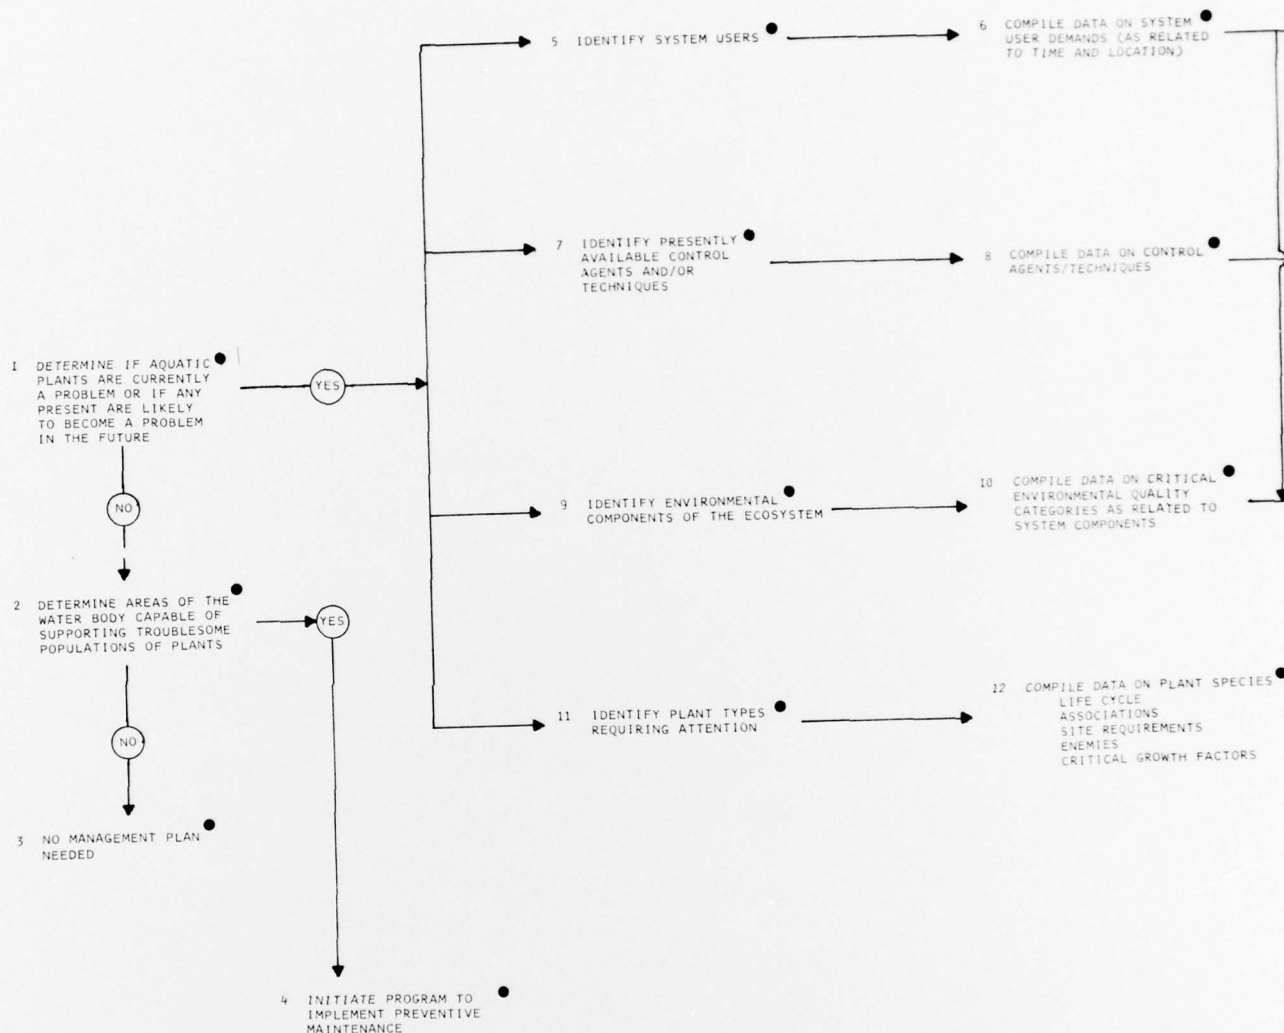 1 DETERMINE IF AQUATIC
PLANTS ARE CURRENTLY
A PROBLEM OR IF ANY
PRESENT ARE LIKELY
TO BECOME A PROBLEM
IN THE FUTURE
YES
NO
2 DETERMINE AREAS OF THE
WATER BODY CAPABLE OF
SUPPORTING TROUBLESOME
POPULATIONS OF PLANTS
YES
NO
3 NO MANAGEMENT PLAN
NEEDED
4 INITIATE PROGRAM TO
IMPLEMENT PREVENTIVE
MAINTENANCE
5 IDENTIFY SYSTEM USERS
6 COMPILE DATA ON SYSTEM
USER DEMANDS (AS RELATED
TO TIME AND LOCATION)
7 IDENTIFY PRESENTLY
AVAILABLE CONTROL
AGENTS AND/OR
TECHNIQUES
8 COMPILE DATA ON CONTROL
AGENTS/TECHNIQUES
9 IDENTIFY ENVIRONMENTAL
COMPONENTS OF THE ECOSYSTEM
10 COMPILE DATA ON CRITICAL
ENVIRONMENTAL QUALITY
CATEGORIES AS RELATED TO
SYSTEM COMPONENTS
11 IDENTIFY PLANT TYPES
REQUIRING ATTENTION
12 COMPILE DATA ON PLANT SPECIES
LIFE CYCLE
ASSOCIATIONS
SITE REQUIREMENTS
ENEMIES
CRITICAL GROWTH FACTORS